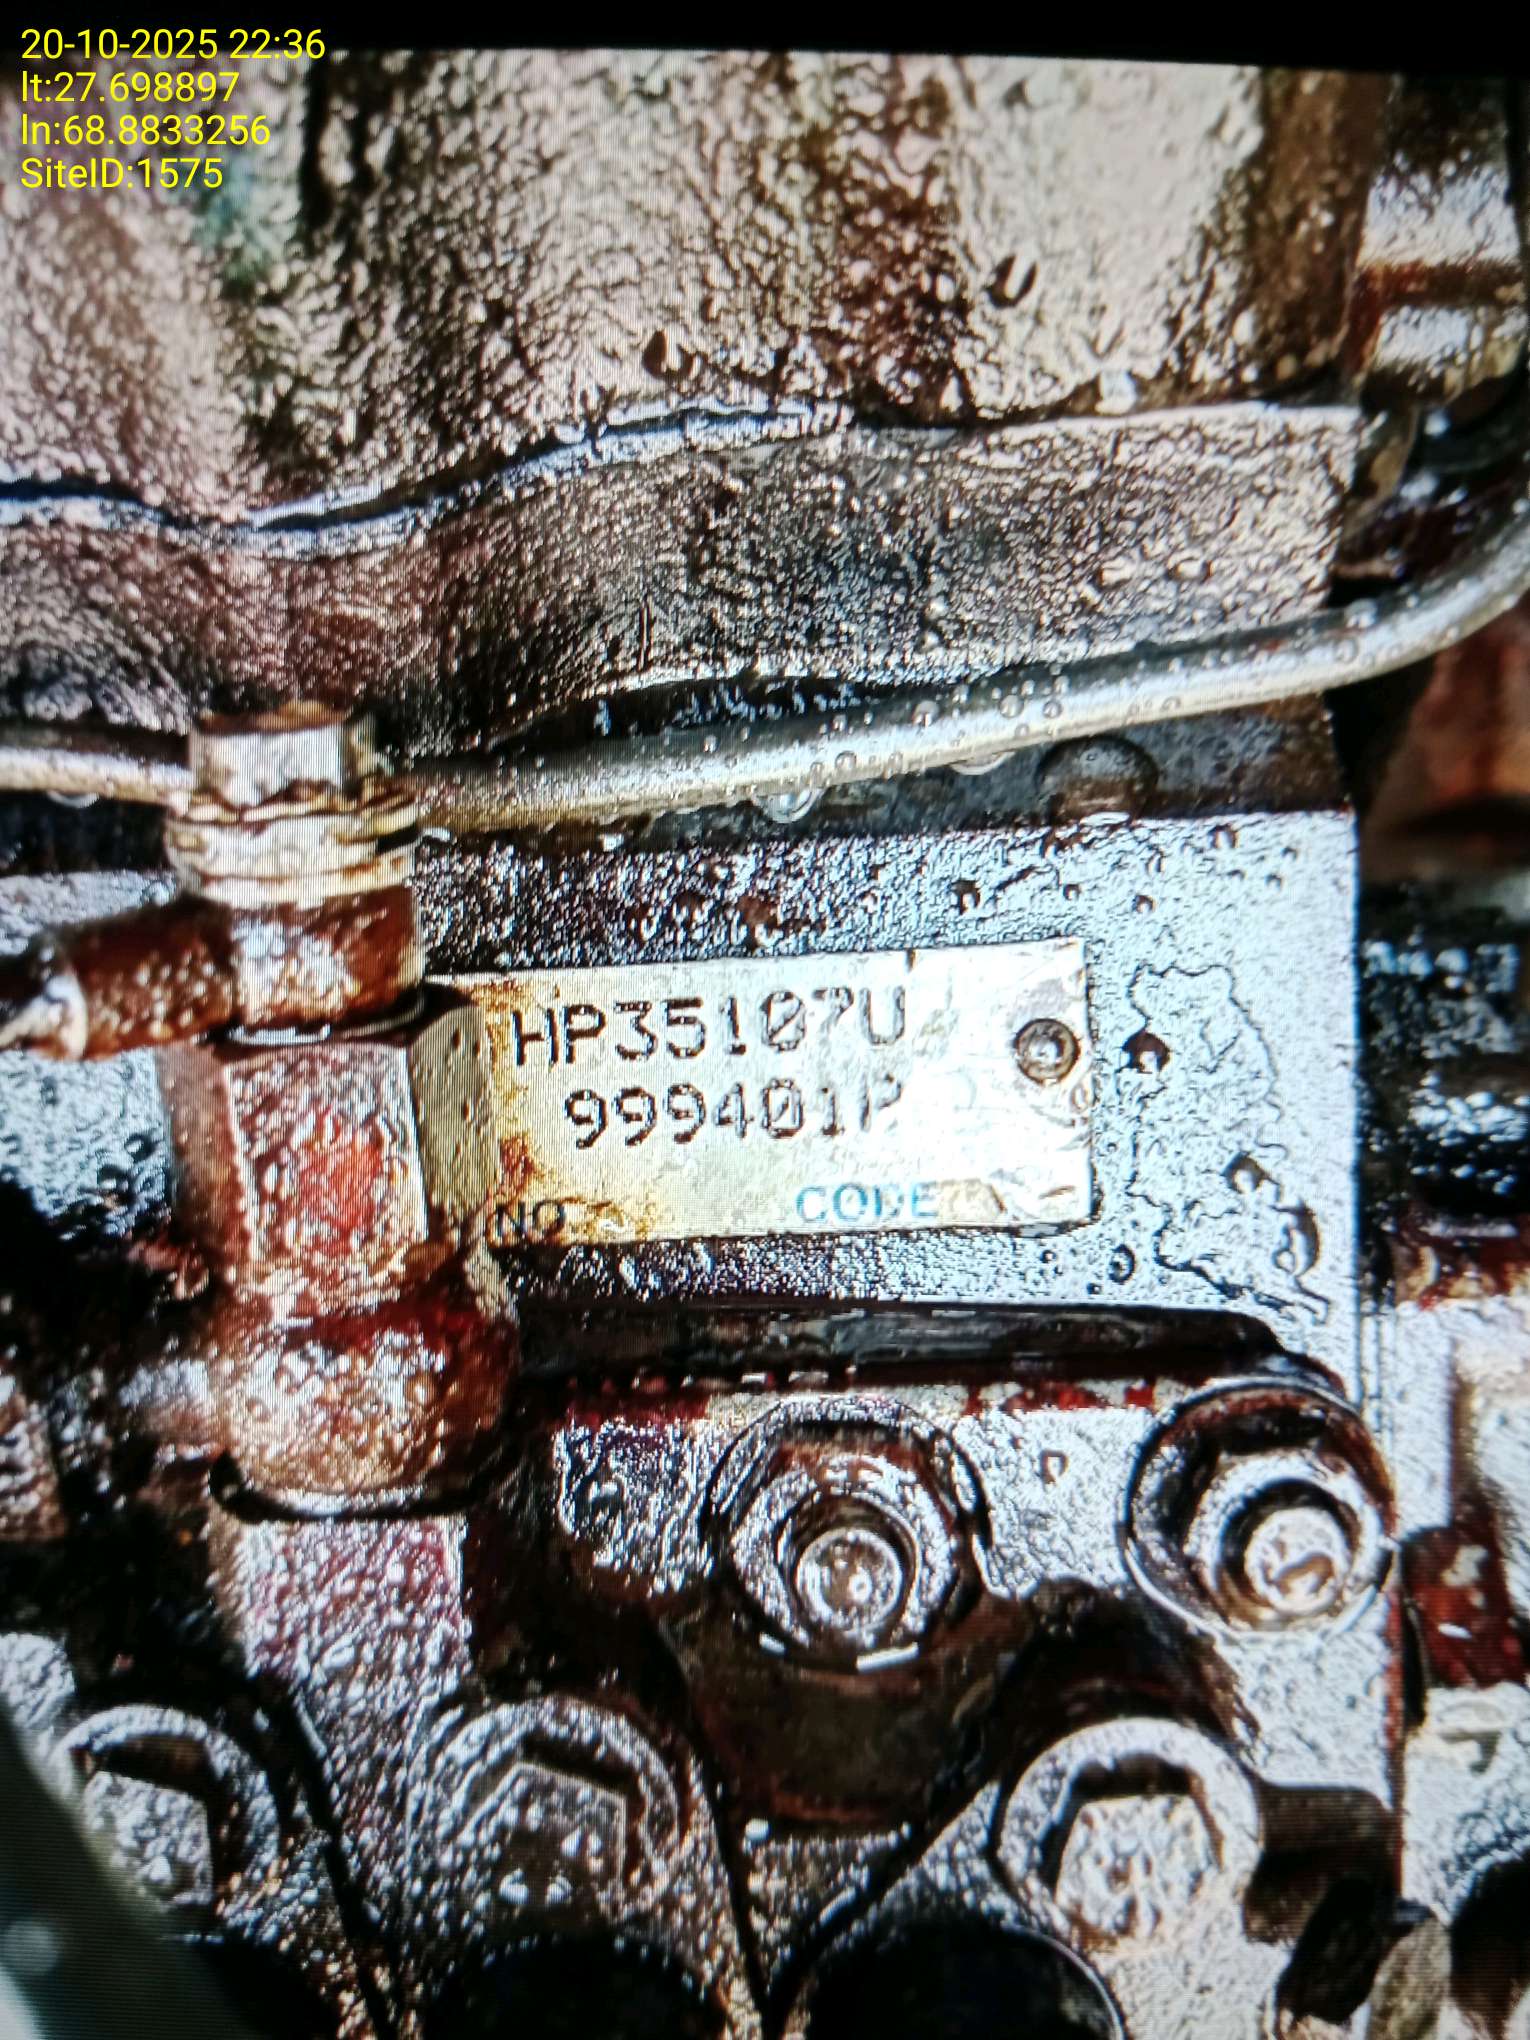 20-10-2025 22:36
lt:27.698897
ln:68.8833256
SiteID:1575
HP35107U
999401P
NO
CODE